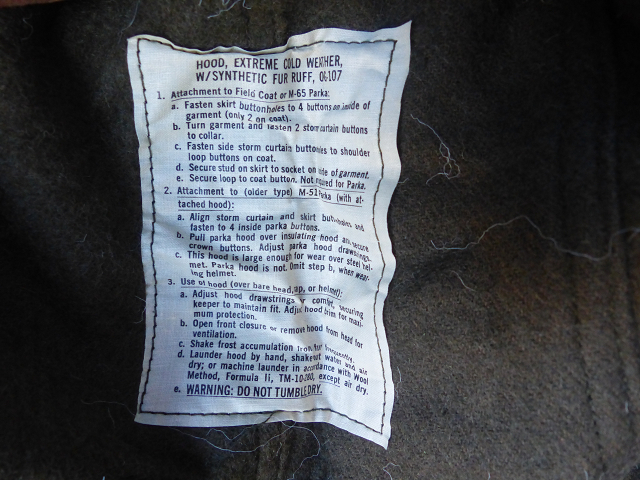 HOOD, EXTREME COLD WEATHER,
W/SYNTHETIC FUR RUFF, OG-107
1. Attachment to Field Coat or M-65 Parka:
a. Fasten skirt buttonholes to 4 buttons on inside of
garment (only 2 on coat).
b. Turn garment and fasten 2 storm curtain buttons
to collar.
c. Fasten side storm curtain buttonholes to shoulder
loop buttons on coat.
d. Secure stud on skirt to socket on side of garment.
e. Secure loop to coat button. Not required for Parka.
2. Attachment to (older type) M-51 Parka (with at-
tached hood):
a. Align storm curtain and skirt buttonholes and
fasten to 4 inside parka buttons.
b. Pull parka hood over insulating hood and secure
crown buttons. Adjust parka hood drawstrings.
c. This hood is large enough for wear over steel hel-
met. Parka hood is not. Omit step b, when wear-
ing helmet.
3. Use of hood (over bare head, cap, or helmet):
a. Adjust hood drawstrings for comfort, securing
keeper to maintain fit. Adjust hood trim for maxi-
mum protection.
b. Open front closure or remove hood from head for
ventilation.
c. Shake frost accumulation from fur frequently.
d. Launder hood by hand, shake out water and air
dry; or machine launder in accordance with Wool
Method, Formula II, TM-10-280, except air dry.
e. WARNING: DO NOT TUMBLE DRY.